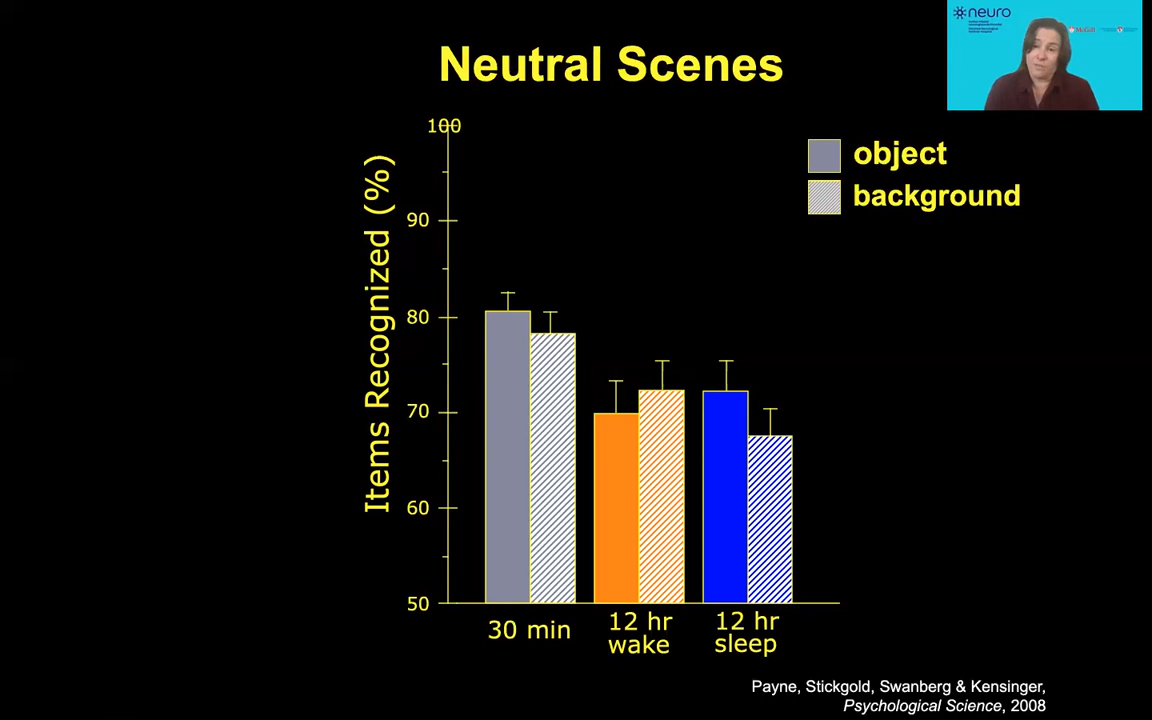 neuro
McGill
Neutral Scenes
object
background
Items Recognized (%)
100
90
80
70
60
50
30 min
12 hr
wake
12 hr
sleep
Payne, Stickgold, Swanberg & Kensinger,
Psychological Science, 2008